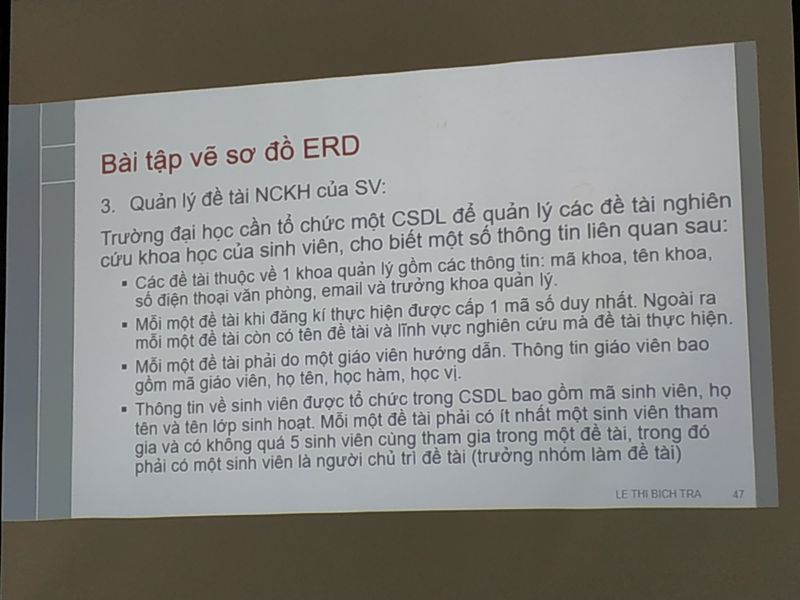 Bài tập vẽ sơ đồ ERD
3. Quản lý đề tài NCKH của SV:
Trường đại học cần tổ chức một CSDL để quản lý các đề tài nghiên
cứu khoa học của sinh viên, cho biết một số thông tin liên quan sau:
▪ Các đề tài thuộc về 1 khoa quản lý gồm các thông tin: mã khoa, tên khoa,
số điện thoại văn phòng, email và trưởng khoa quản lý.
▪ Mỗi một đề tài khi đăng kí thực hiện được cấp 1 mã số duy nhất. Ngoài ra
mỗi một đề tài còn có tên đề tài và lĩnh vực nghiên cứu mà đề tài thực hiện.
▪ Mỗi một đề tài phải do một giáo viên hướng dẫn. Thông tin giáo viên bao
gồm mã giáo viên, họ tên, học hàm, học vị.
▪ Thông tin về sinh viên được tổ chức trong CSDL bao gồm mã sinh viên, họ
tên và tên lớp sinh hoạt. Mỗi một đề tài phải có ít nhất một sinh viên tham
gia và có không quá 5 sinh viên cùng tham gia trong một đề tài, trong đó
phải có một sinh viên là người chủ trì đề tài (trưởng nhóm làm đề tài)
LE THI BICH TRA 47